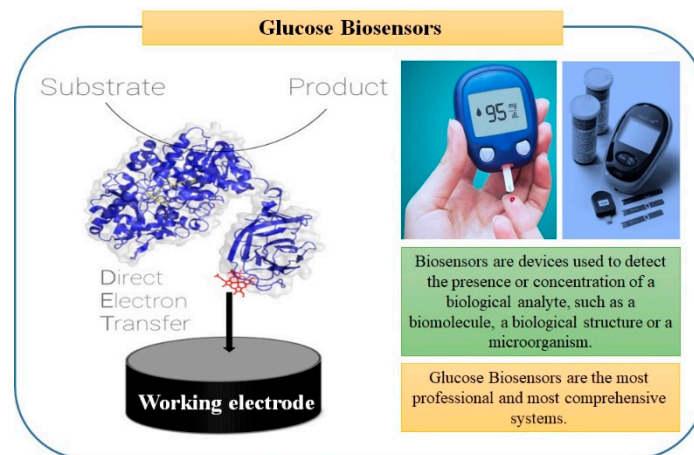 Glucose Biosensors
Substrate
Product
Direct
Electron
Transfer
Working electrode
95 mg
dL
Biosensors are devices used to detect
the presence or concentration of a
biological analyte, such as a
biomolecule, a biological structure or a
microorganism.
Glucose Biosensors are the most
professional and most comprehensive
systems.